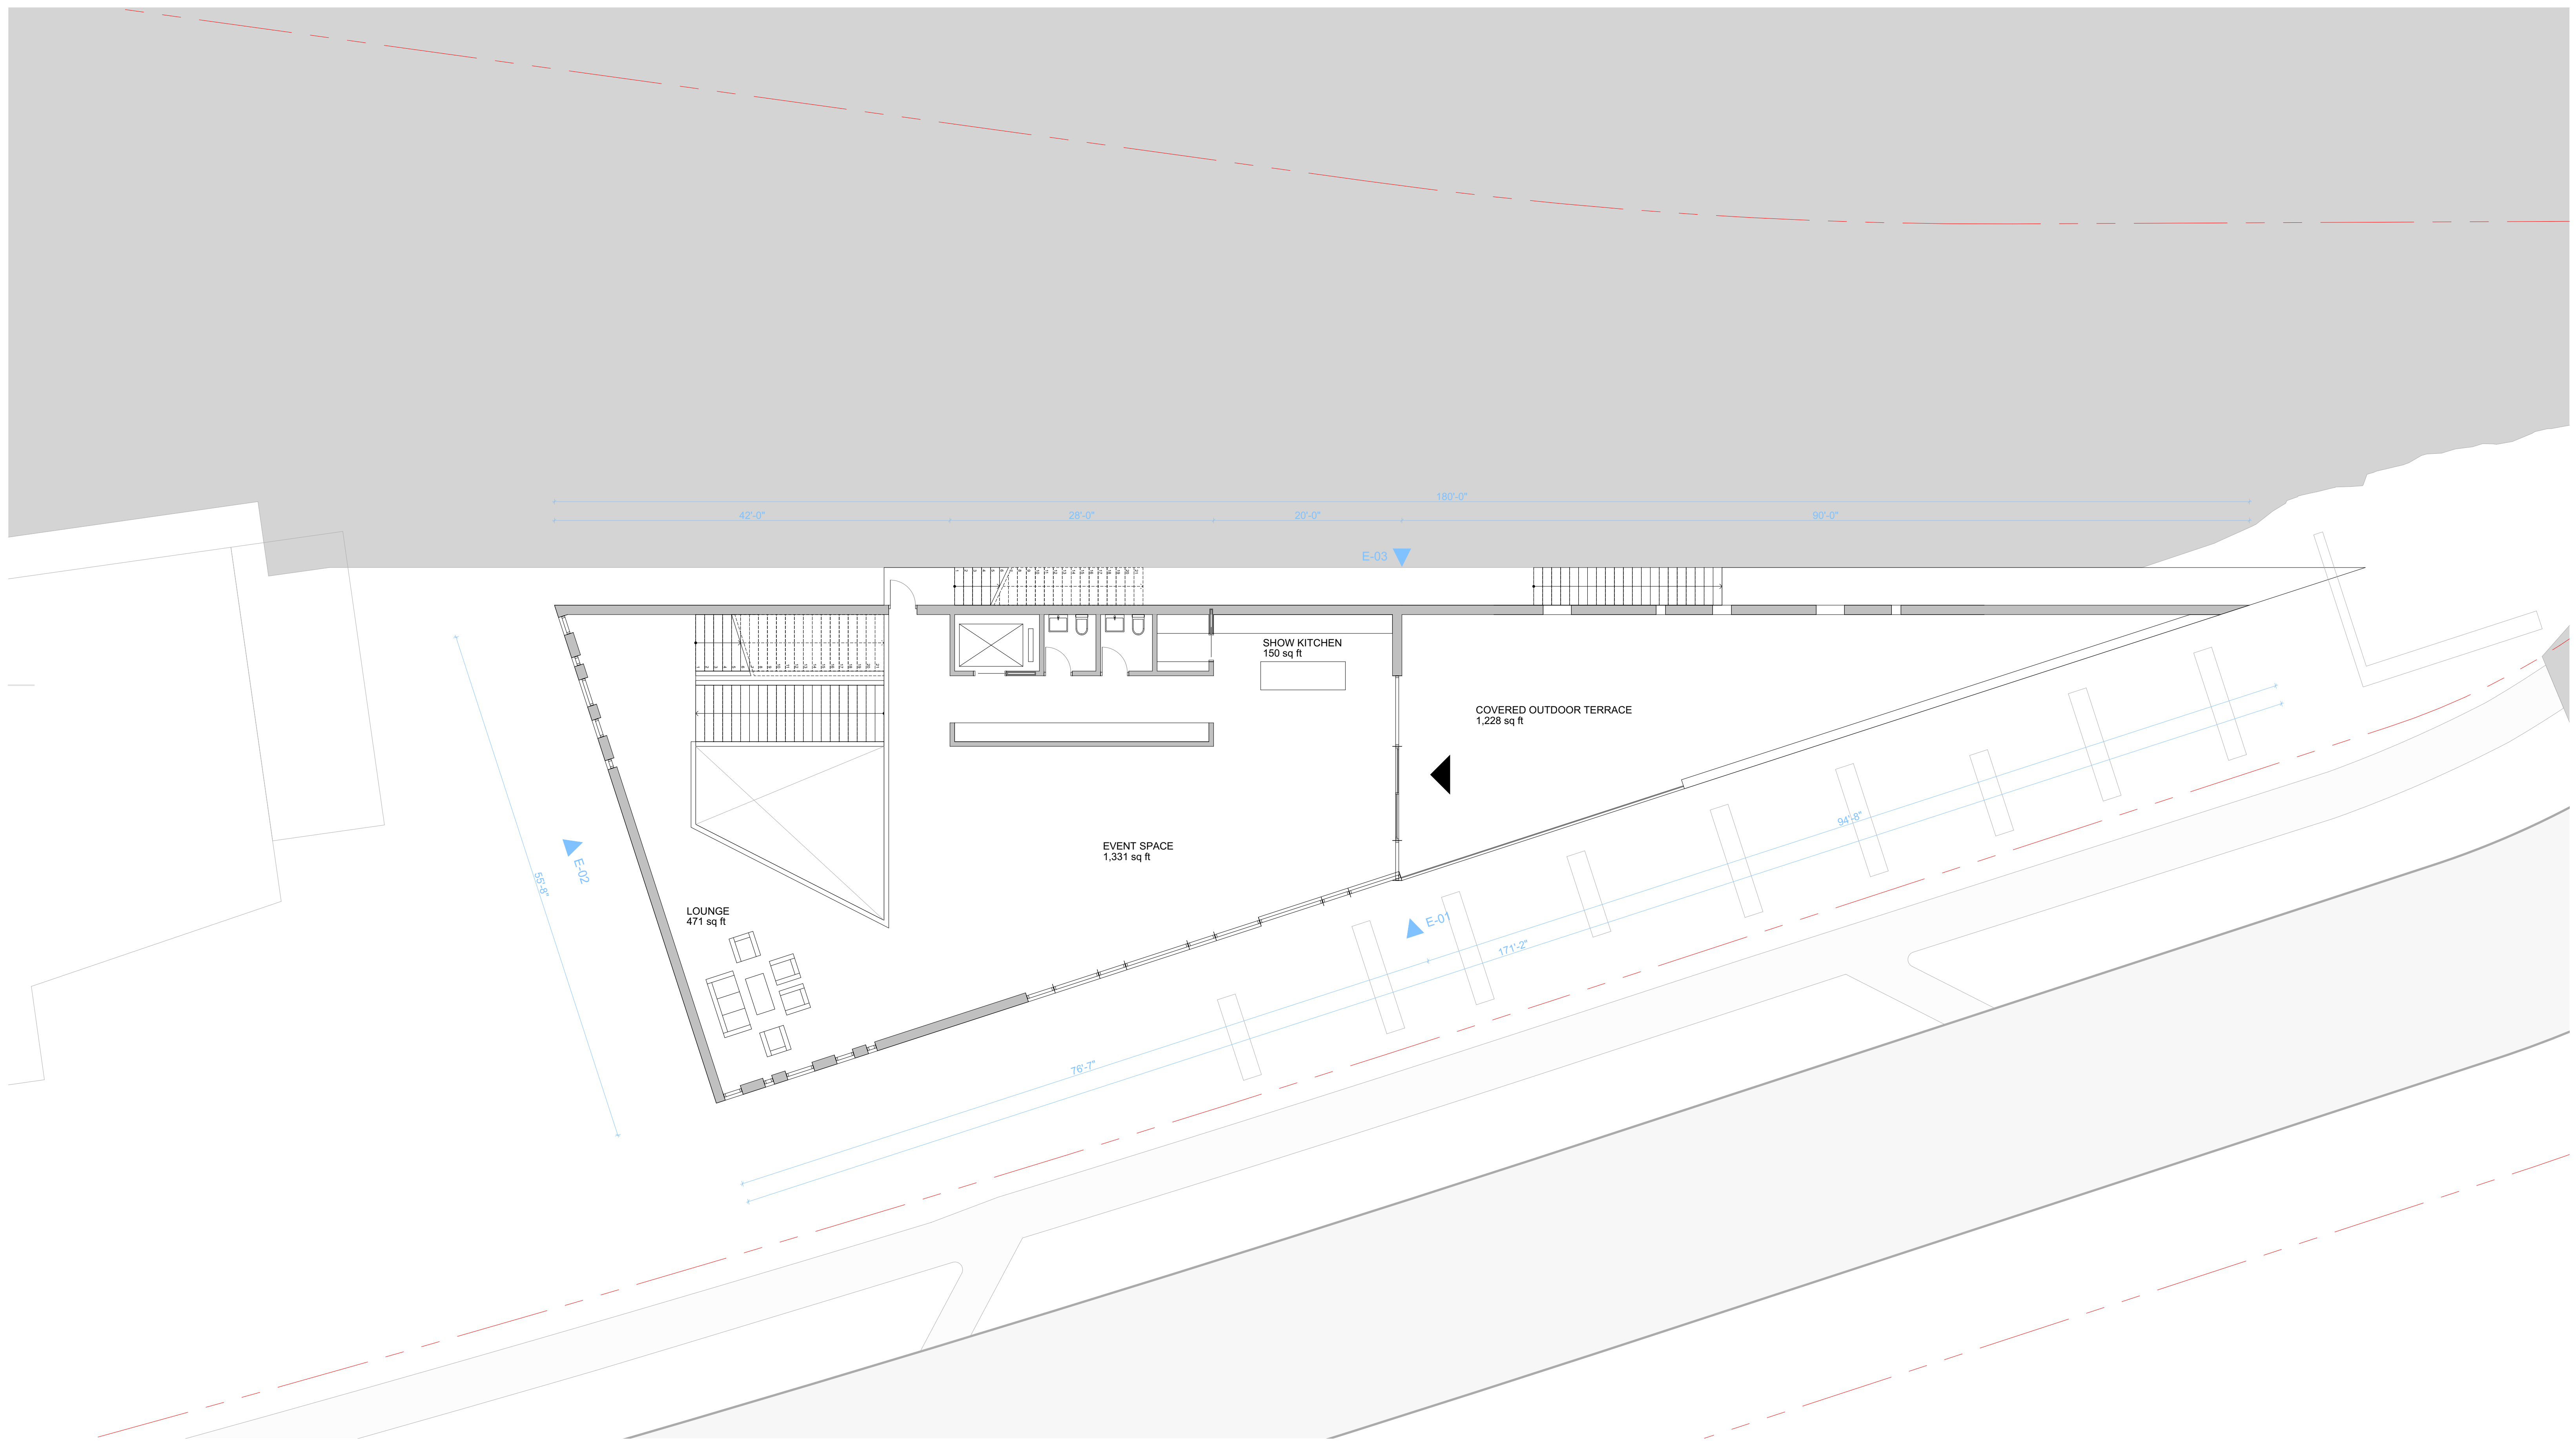 180'-0"
42'-0"
28'-0"
20'-0"
90'-0"
E-03
SHOW KITCHEN
150 sq ft
COVERED OUTDOOR TERRACE
1,228 sq ft
EVENT SPACE
1,331 sq ft
LOUNGE
471 sq ft
E-02
55'-8"
E-01
94'-8"
171'-2"
76'-7"